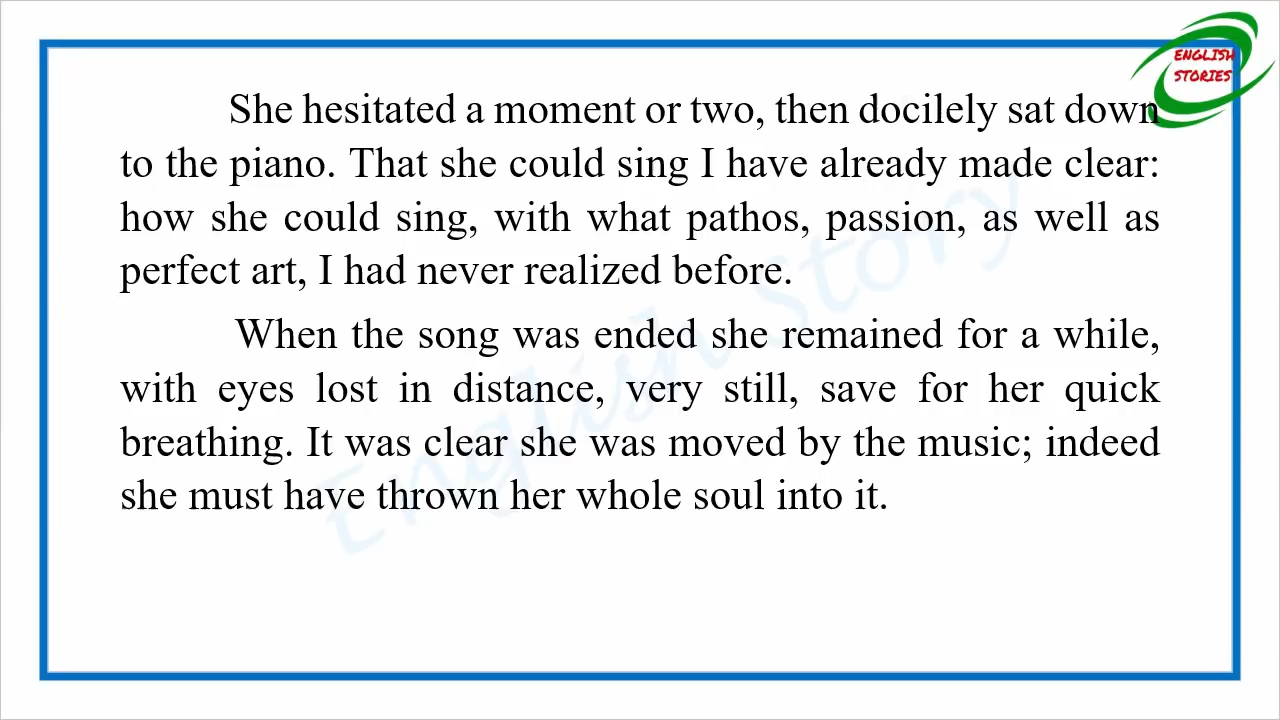 ENGLISH
STORIES
She hesitated a moment or two, then docilely sat down
to the piano. That she could sing I have already made clear:
how she could sing, with what pathos, passion, as well as
perfect art, I had never realized before.
When the song was ended she remained for a while,
with eyes lost in distance, very still, save for her quick
breathing. It was clear she was moved by the music; indeed
she must have thrown her whole soul into it.
English Story